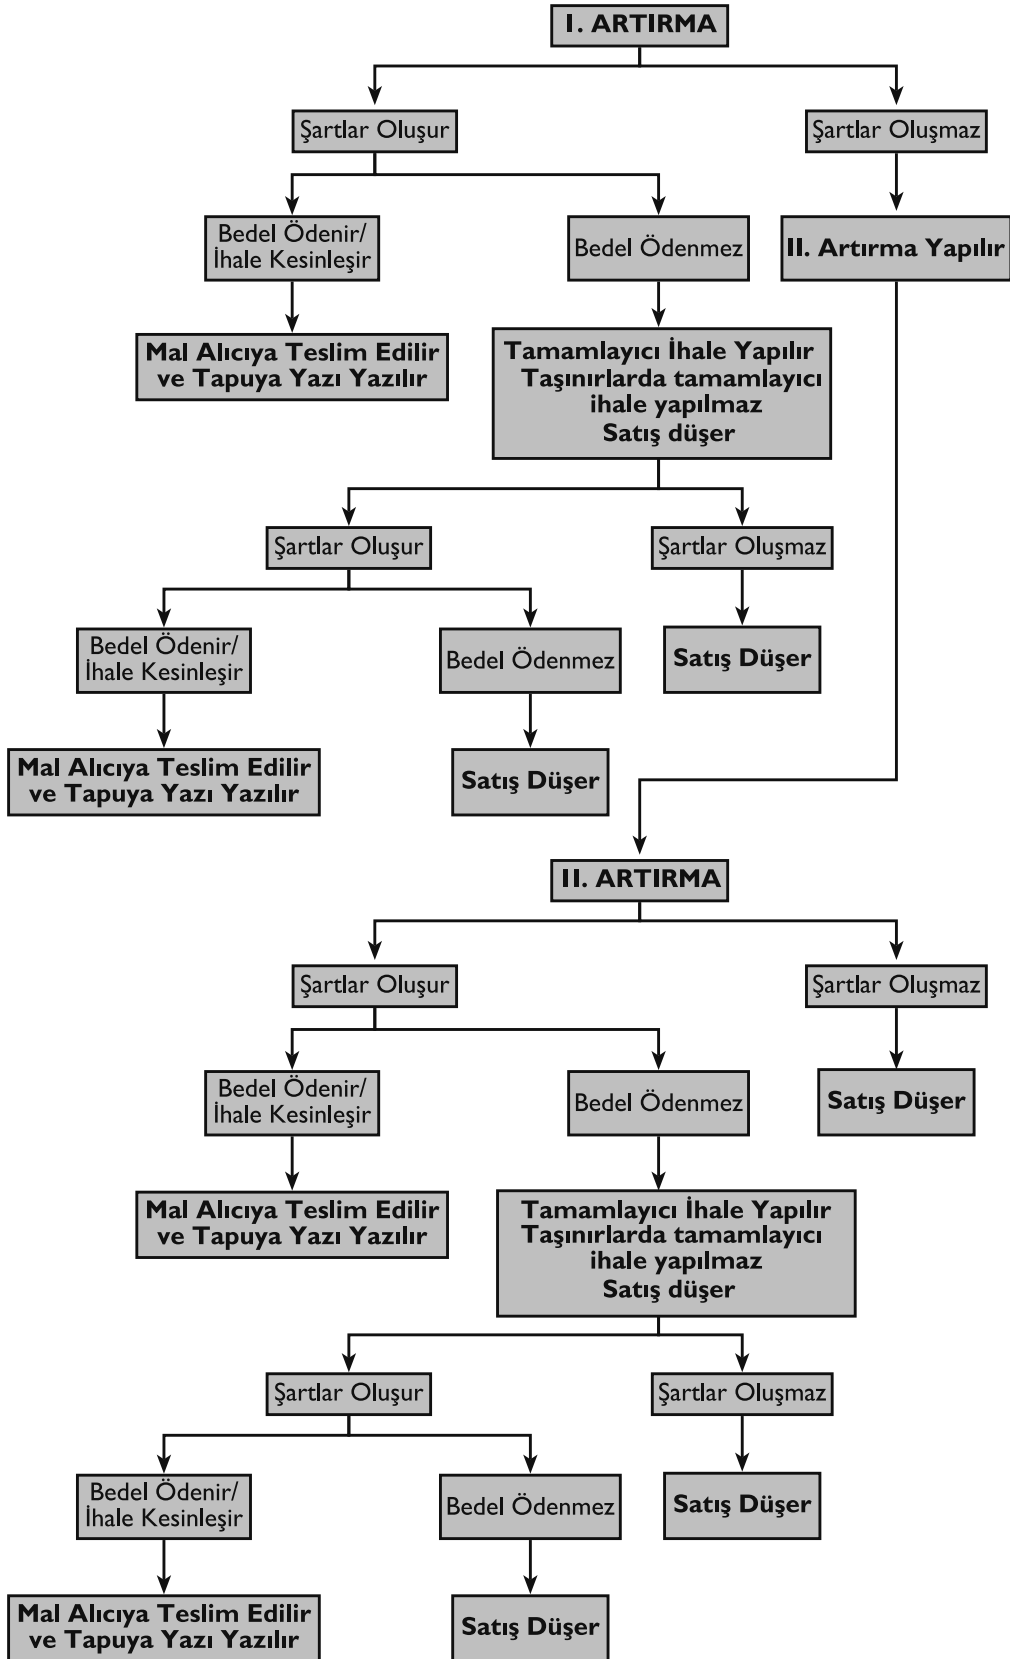 I. ARTIRMA
Şartlar Oluşur
Şartlar Oluşmaz
Bedel Ödenir/
İhale Kesinleşir
Bedel Ödenmez
II. Artırma Yapılır
Mal Alıcıya Teslim Edilir
ve Tapuya Yazı Yazılır
Tamamlayıcı İhale Yapılır
Taşınırlarda tamamlayıcı
ihale yapılmaz
Satış düşer
Şartlar Oluşur
Şartlar Oluşmaz
Bedel Ödenir/
İhale Kesinleşir
Bedel Ödenmez
Satış Düşer
Mal Alıcıya Teslim Edilir
ve Tapuya Yazı Yazılır
Satış Düşer
II. ARTIRMA
Şartlar Oluşur
Şartlar Oluşmaz
Bedel Ödenir/
İhale Kesinleşir
Bedel Ödenmez
Satış Düşer
Mal Alıcıya Teslim Edilir
ve Tapuya Yazı Yazılır
Tamamlayıcı İhale Yapılır
Taşınırlarda tamamlayıcı
ihale yapılmaz
Satış düşer
Şartlar Oluşur
Şartlar Oluşmaz
Bedel Ödenir/
İhale Kesinleşir
Bedel Ödenmez
Satış Düşer
Mal Alıcıya Teslim Edilir
ve Tapuya Yazı Yazılır
Satış Düşer